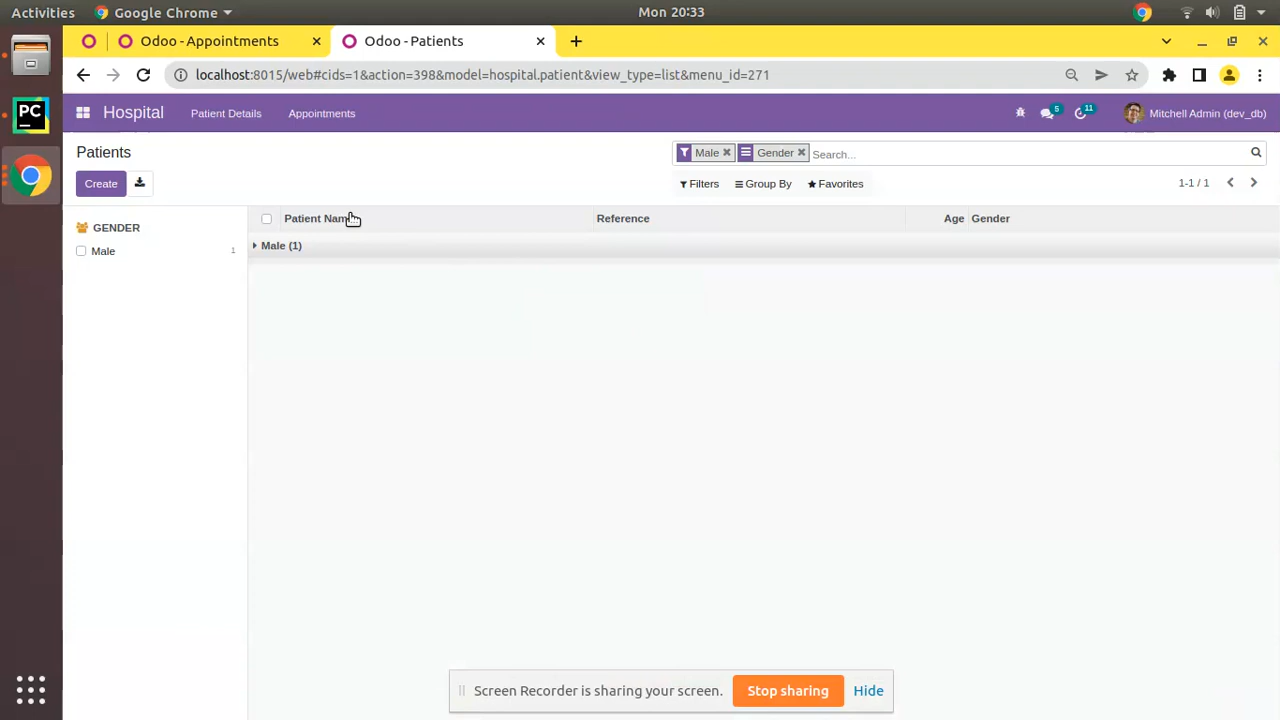 Activities
Google Chrome
Mon 20:33
Odoo - Appointments
Odoo - Patients
localhost:8015/web#cids=1&action=398&model=hospital.patient&view_type=list&menu_id=271
PC
Hospital
Patient Details
Appointments
5
11
Mitchell Admin (dev_db)
Patients
Male
Gender
Search...
Create
Filters
Group By
Favorites
1-1 / 1
GENDER
Male
1
Patient Name
Reference
Age
Gender
Male (1)
Screen Recorder is sharing your screen.
Stop sharing
Hide